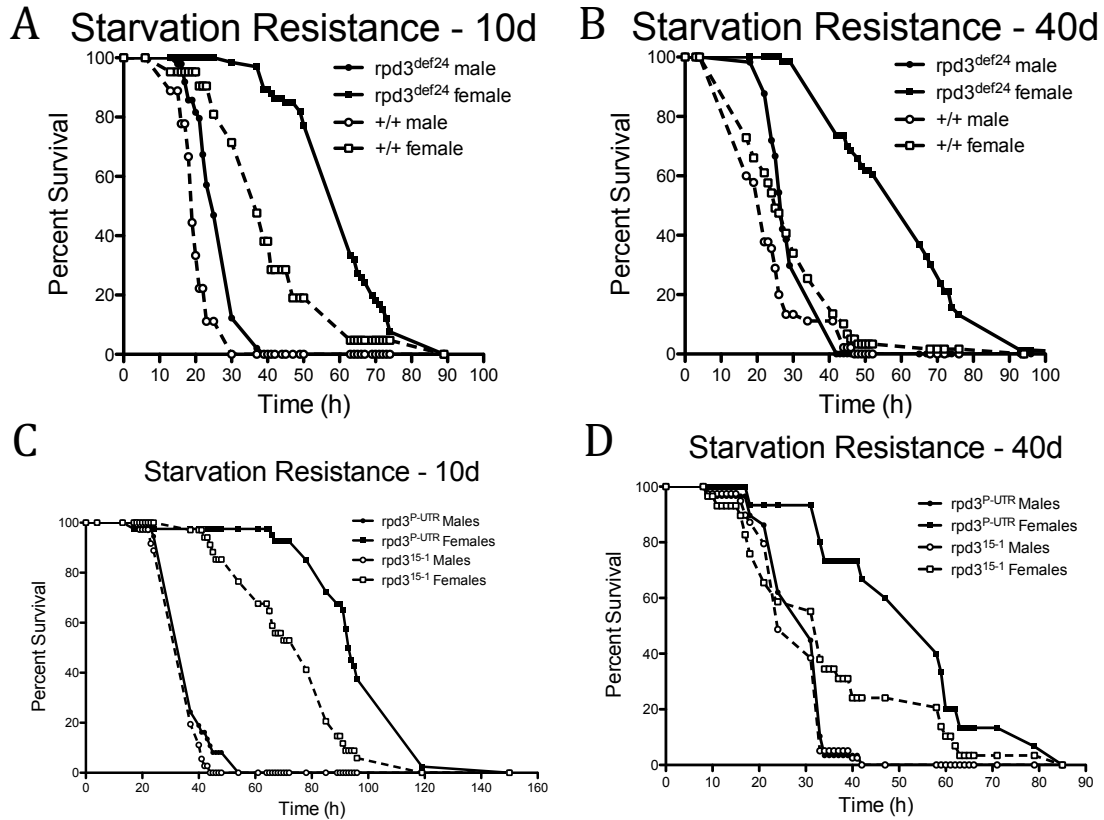 A Starvation Resistance - 10d
Percent Survival
100
80
60
40
20
0
0 10 20 30 40 50 60 70 80 90 100
Time (h)
rpd3def24 male
rpd3def24 female
+/+ male
+/+ female
B Starvation Resistance - 40d
Percent Survival
100
80
60
40
20
0
0 10 20 30 40 50 60 70 80 90 100
Time (h)
rpd3def24 male
rpd3def24 female
+/+ male
+/+ female
C
Starvation Resistance - 10d
Percent Survival
100
80
60
40
20
0
0 20 40 60 80 100 120 140 160
Time (h)
rpd3P-UTR Males
rpd3P-UTR Females
rpd315-1 Males
rpd315-1 Females
D Starvation Resistance - 40d
Percent Survival
100
80
60
40
20
0
0 10 20 30 40 50 60 70 80 90
Time (h)
rpd3P-UTR Males
rpd3P-UTR Females
rpd315-1 Males
rpd315-1 Females